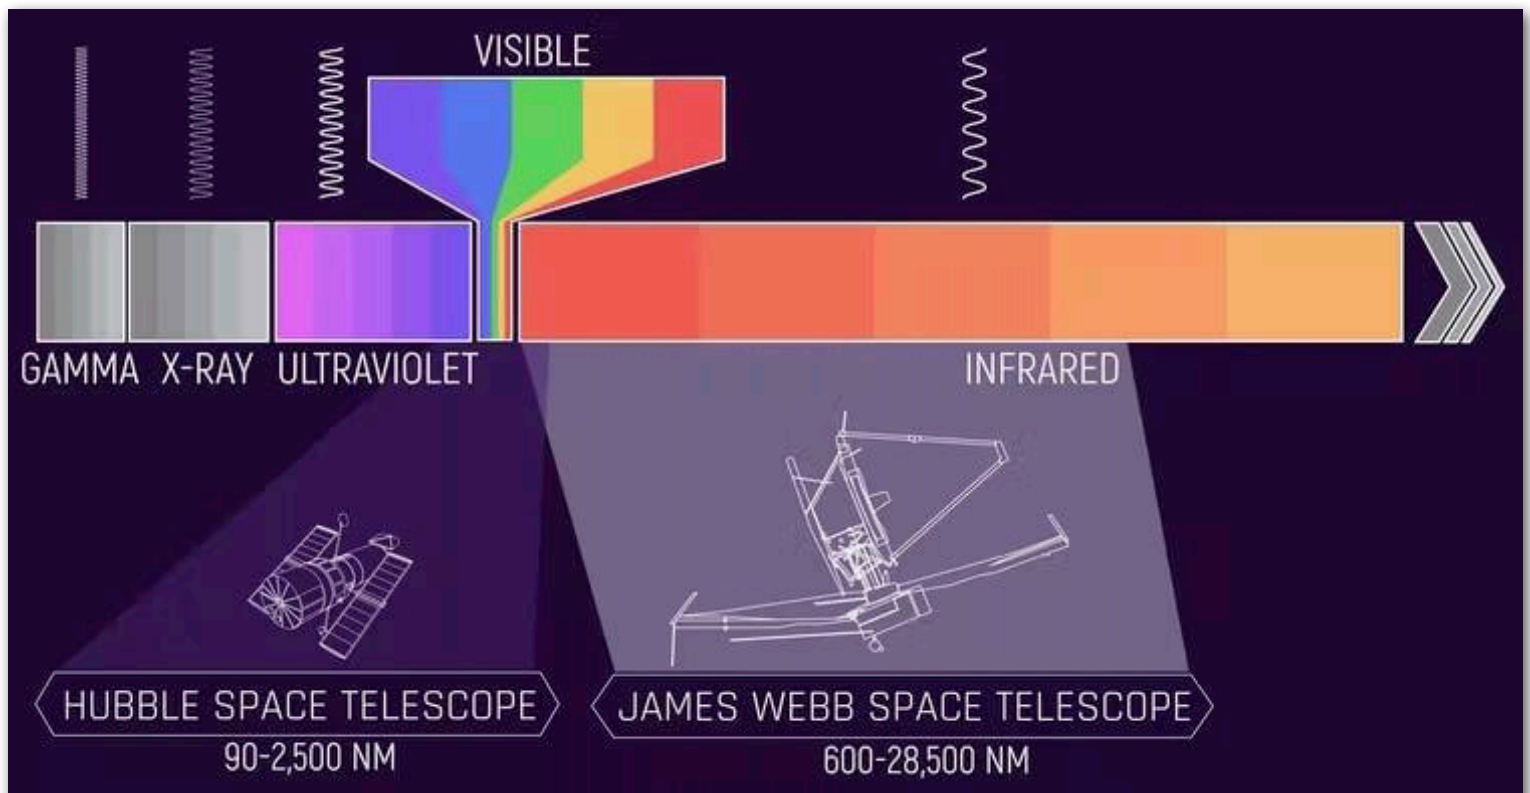 VISIBLE
GAMMA X-RAY ULTRAVIOLET INFRARED
HUBBLE SPACE TELESCOPE
90-2,500 NM
JAMES WEBB SPACE TELESCOPE
600-28,500 NM